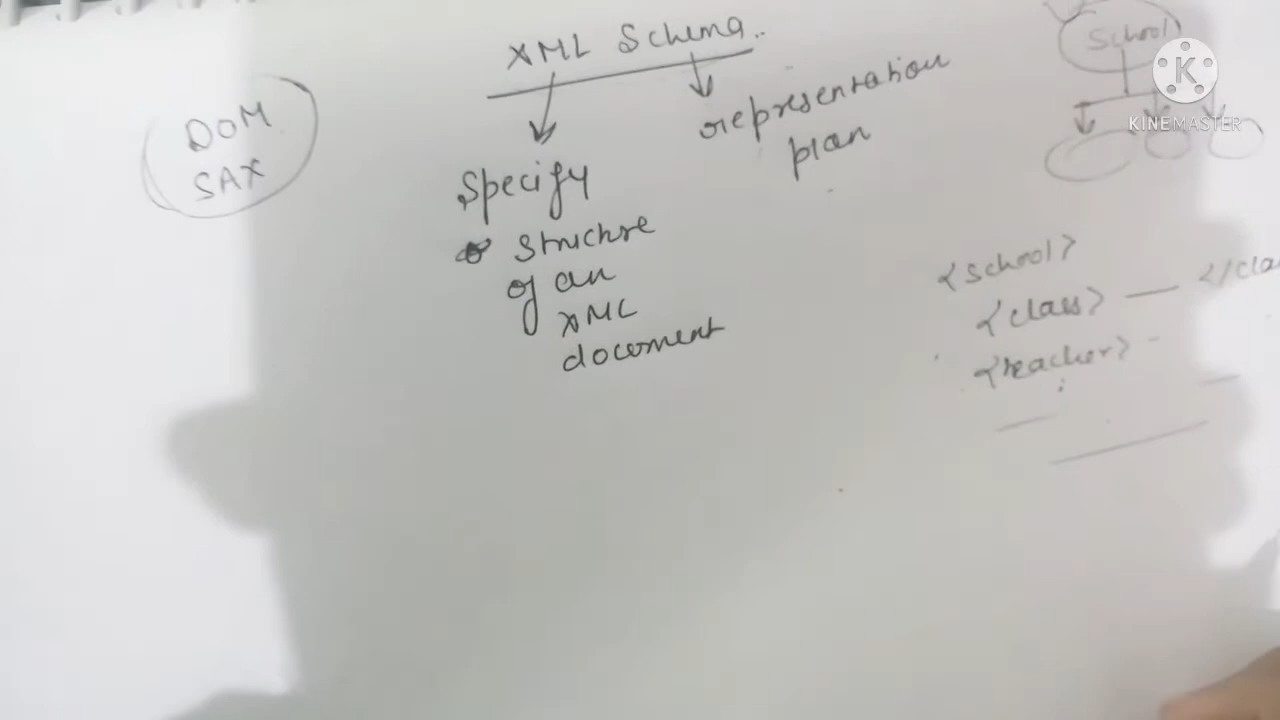 XML Schema..
representation
plan
Specify
structure
of an
XML
document
DOM
SAX
School
K
KINEMASTER
<school>
<class> — </cla
<teacher> -